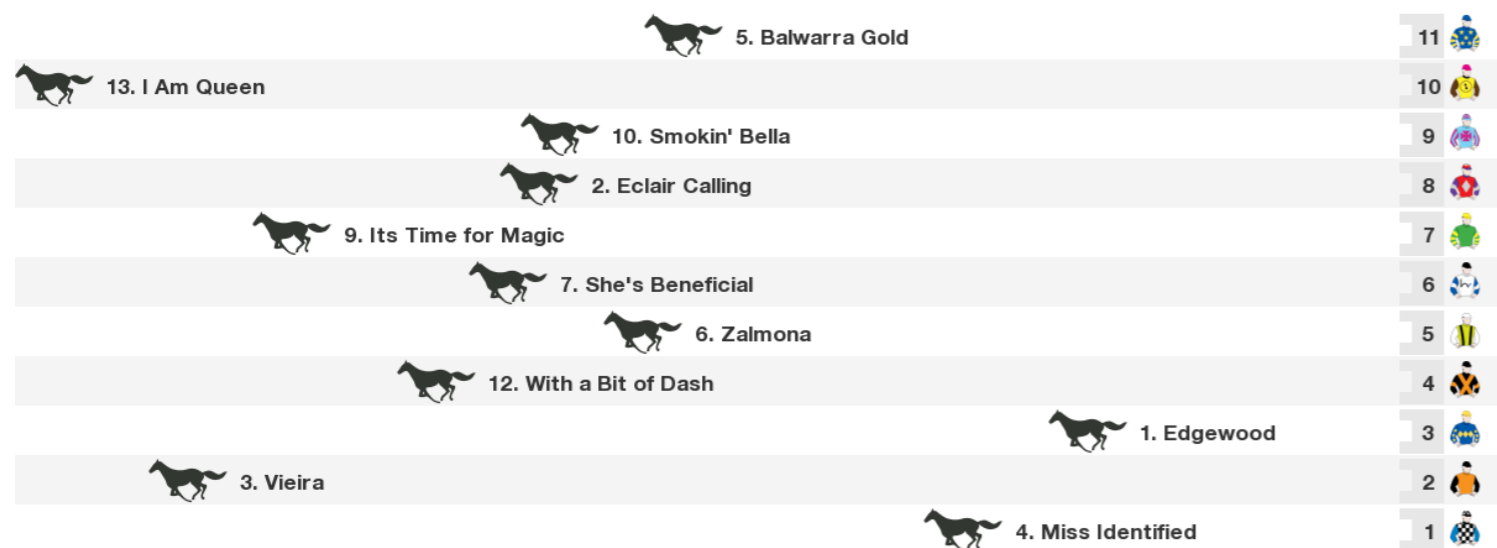 5. Balwarra Gold 11
13. I Am Queen 10
10. Smokin' Bella 9
2. Eclair Calling 8
9. Its Time for Magic 7
7. She's Beneficial 6
6. Zalmona 5
12. With a Bit of Dash 4
1. Edgewood 3
3. Vieira 2
4. Miss Identified 1